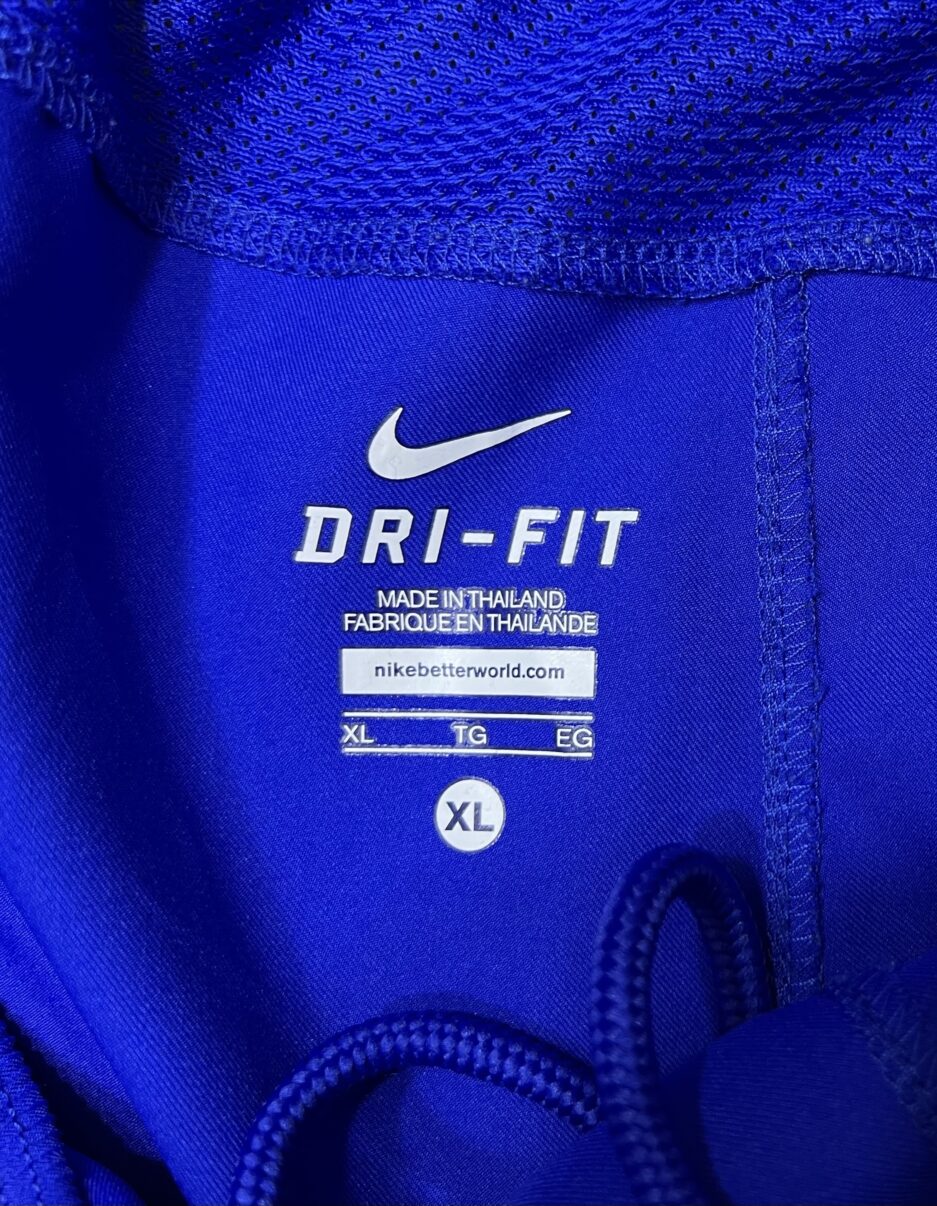 DRI-FIT
MADE IN THAILAND
FABRIQUE EN THAILANDE
nikebetterworld.com
XL TG EG
XL